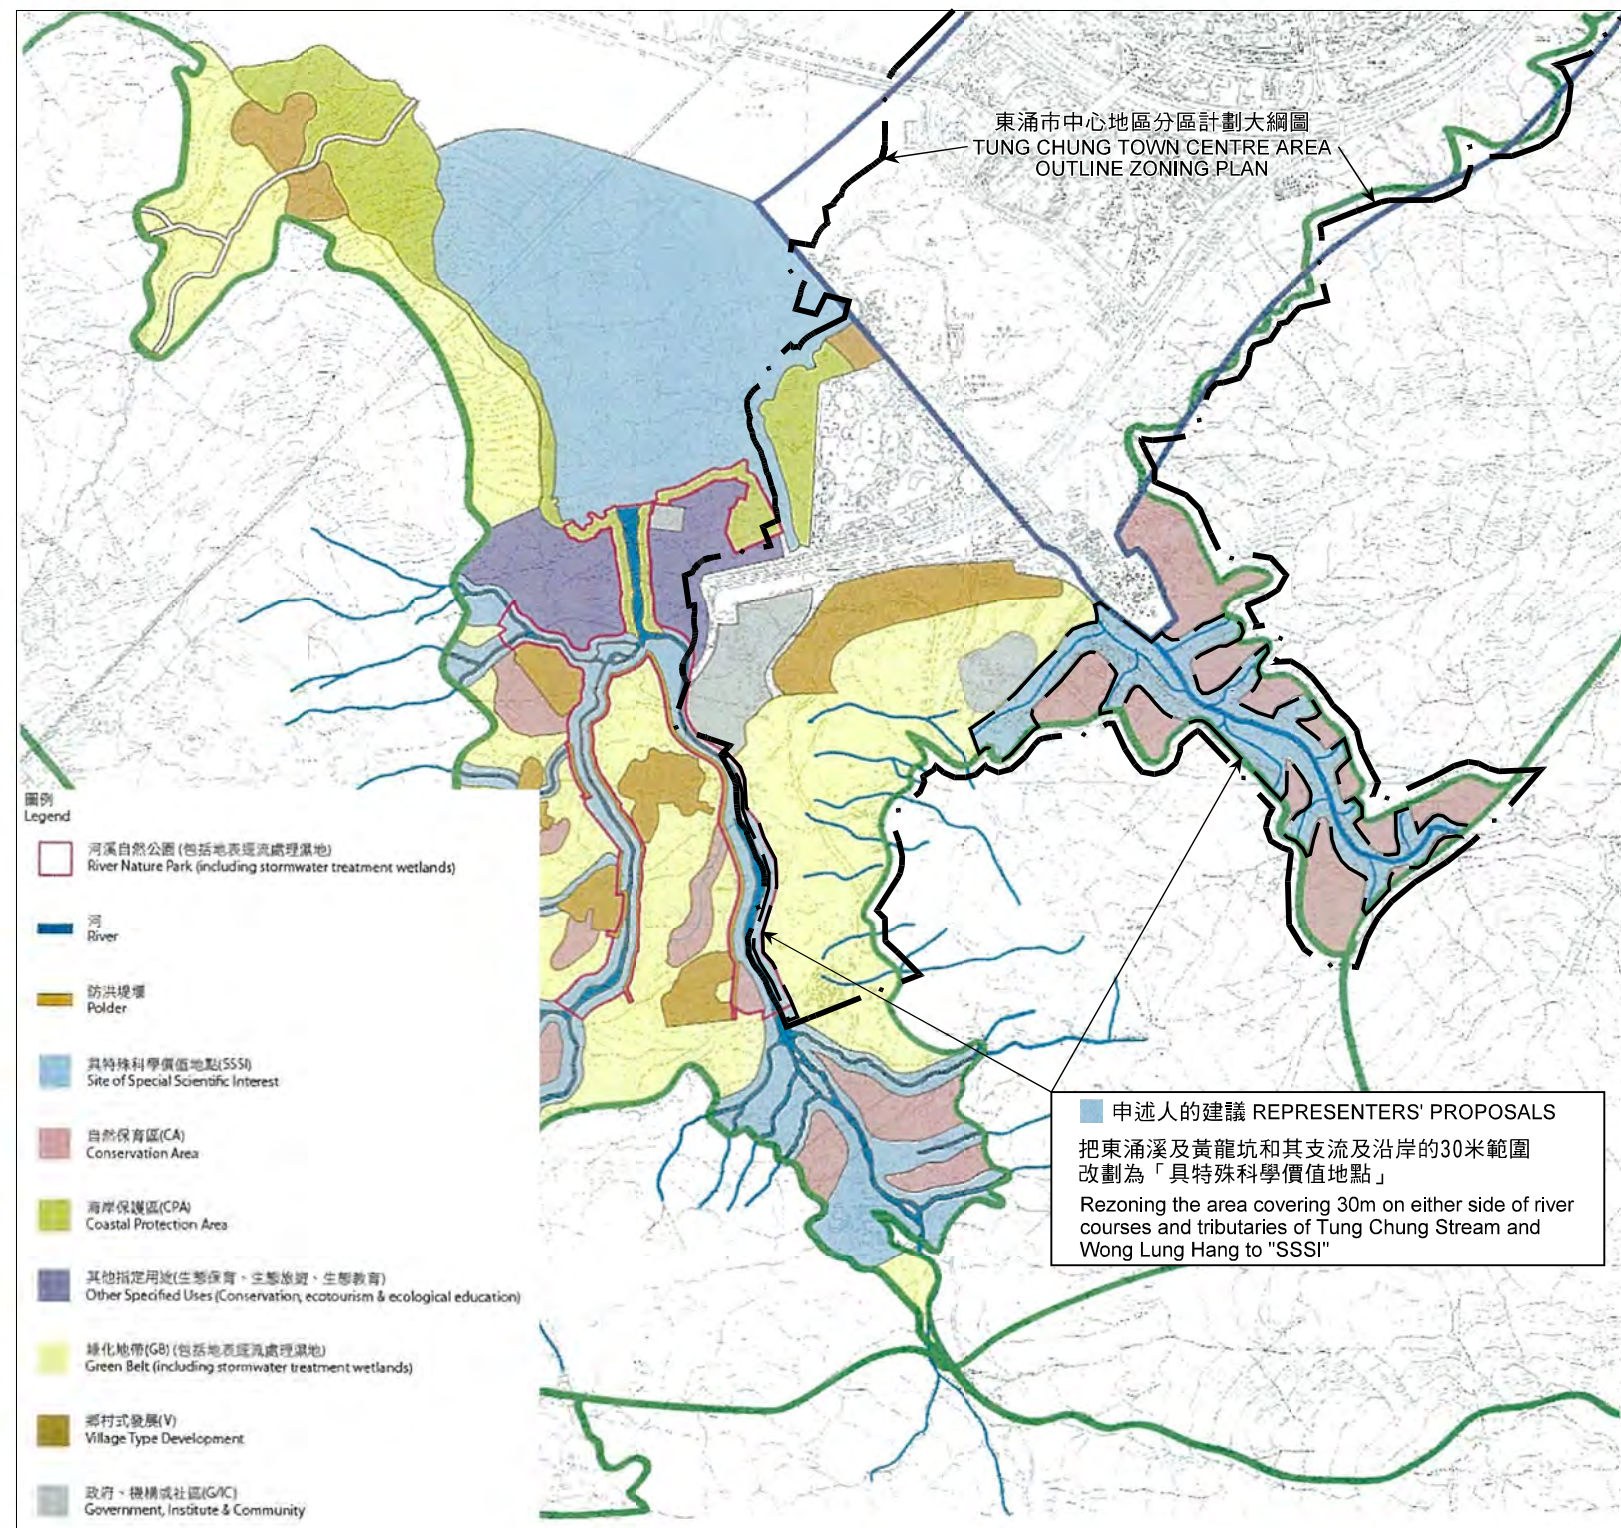 東涌市中心地區分區計劃大綱圖
TUNG CHUNG TOWN CENTRE AREA
OUTLINE ZONING PLAN
圖例
Legend
河溪自然公園 (包括地表逕流處理濕地)
River Nature Park (including stormwater treatment wetlands)
河
River
防洪堤壩
Polder
具特殊科學價值地點(SSSI)
Site of Special Scientific Interest
自然保育區(CA)
Conservation Area
海岸保護區(CPA)
Coastal Protection Area
其他指定用途(生態保育、生態旅遊、生態教育)
Other Specified Uses (Conservation, ecotourism & ecological education)
綠化地帶(GB) (包括地表逕流處理濕地)
Green Belt (including stormwater treatment wetlands)
鄉村式發展(V)
Village Type Development
政府、機構或社區(G/IC)
Government, Institute & Community
申述人的建議 REPRESENTERS' PROPOSALS
把東涌溪及黃龍坑和其支流及沿岸的30米範圍
改劃為「具特殊科學價值地點」
Rezoning the area covering 30m on either side of river
courses and tributaries of Tung Chung Stream and
Wong Lung Hang to "SSSI"